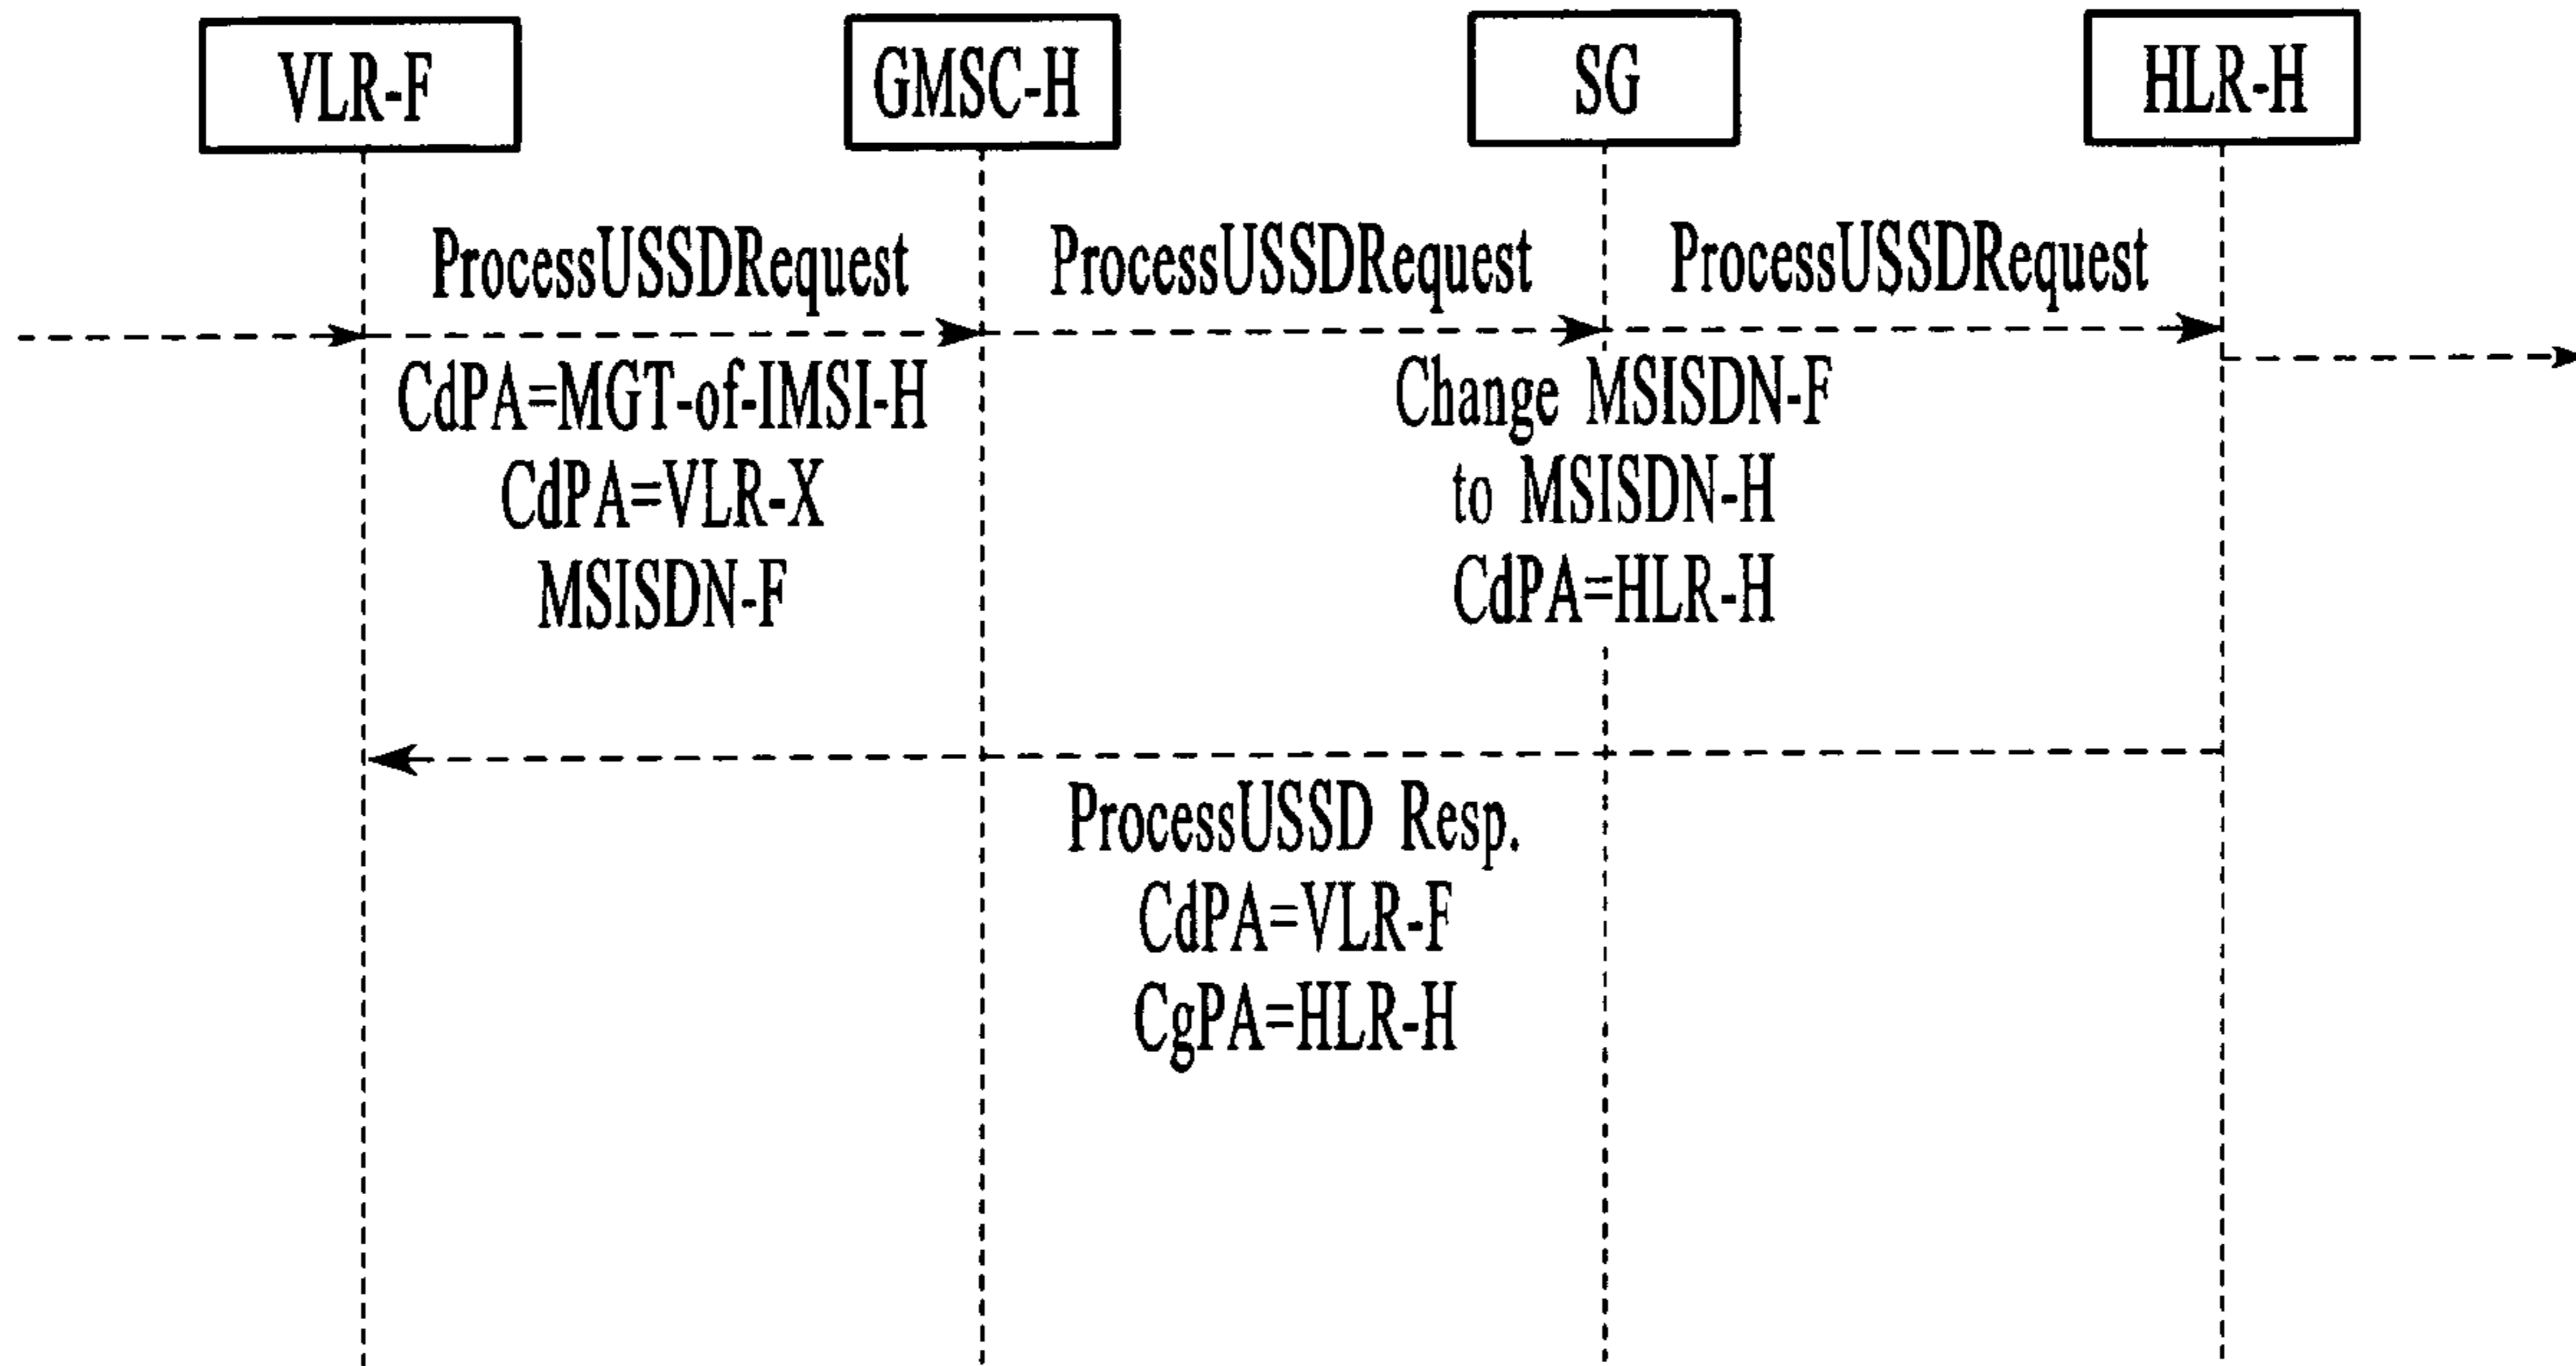 VLR-F
GMSC-H
SG
HLR-H
ProcessUSSDRequest
ProcessUSSDRequest
ProcessUSSDRequest
CdPA=MGT-of-IMSI-H
CdPA=VLR-X
MSISDN-F
Change MSISDN-F
to MSISDN-H
CdPA=HLR-H
ProcessUSSD Resp.
CdPA=VLR-F
CgPA=HLR-H